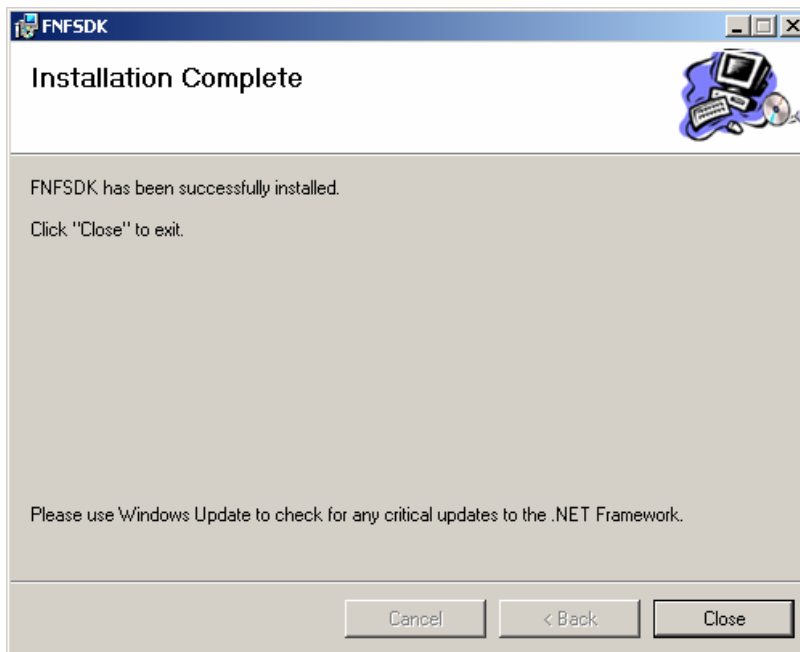 FNFSDK
Installation Complete
FNFSDK has been successfully installed.
Click "Close" to exit.
Please use Windows Update to check for any critical updates to the .NET Framework.
Cancel
< Back
Close